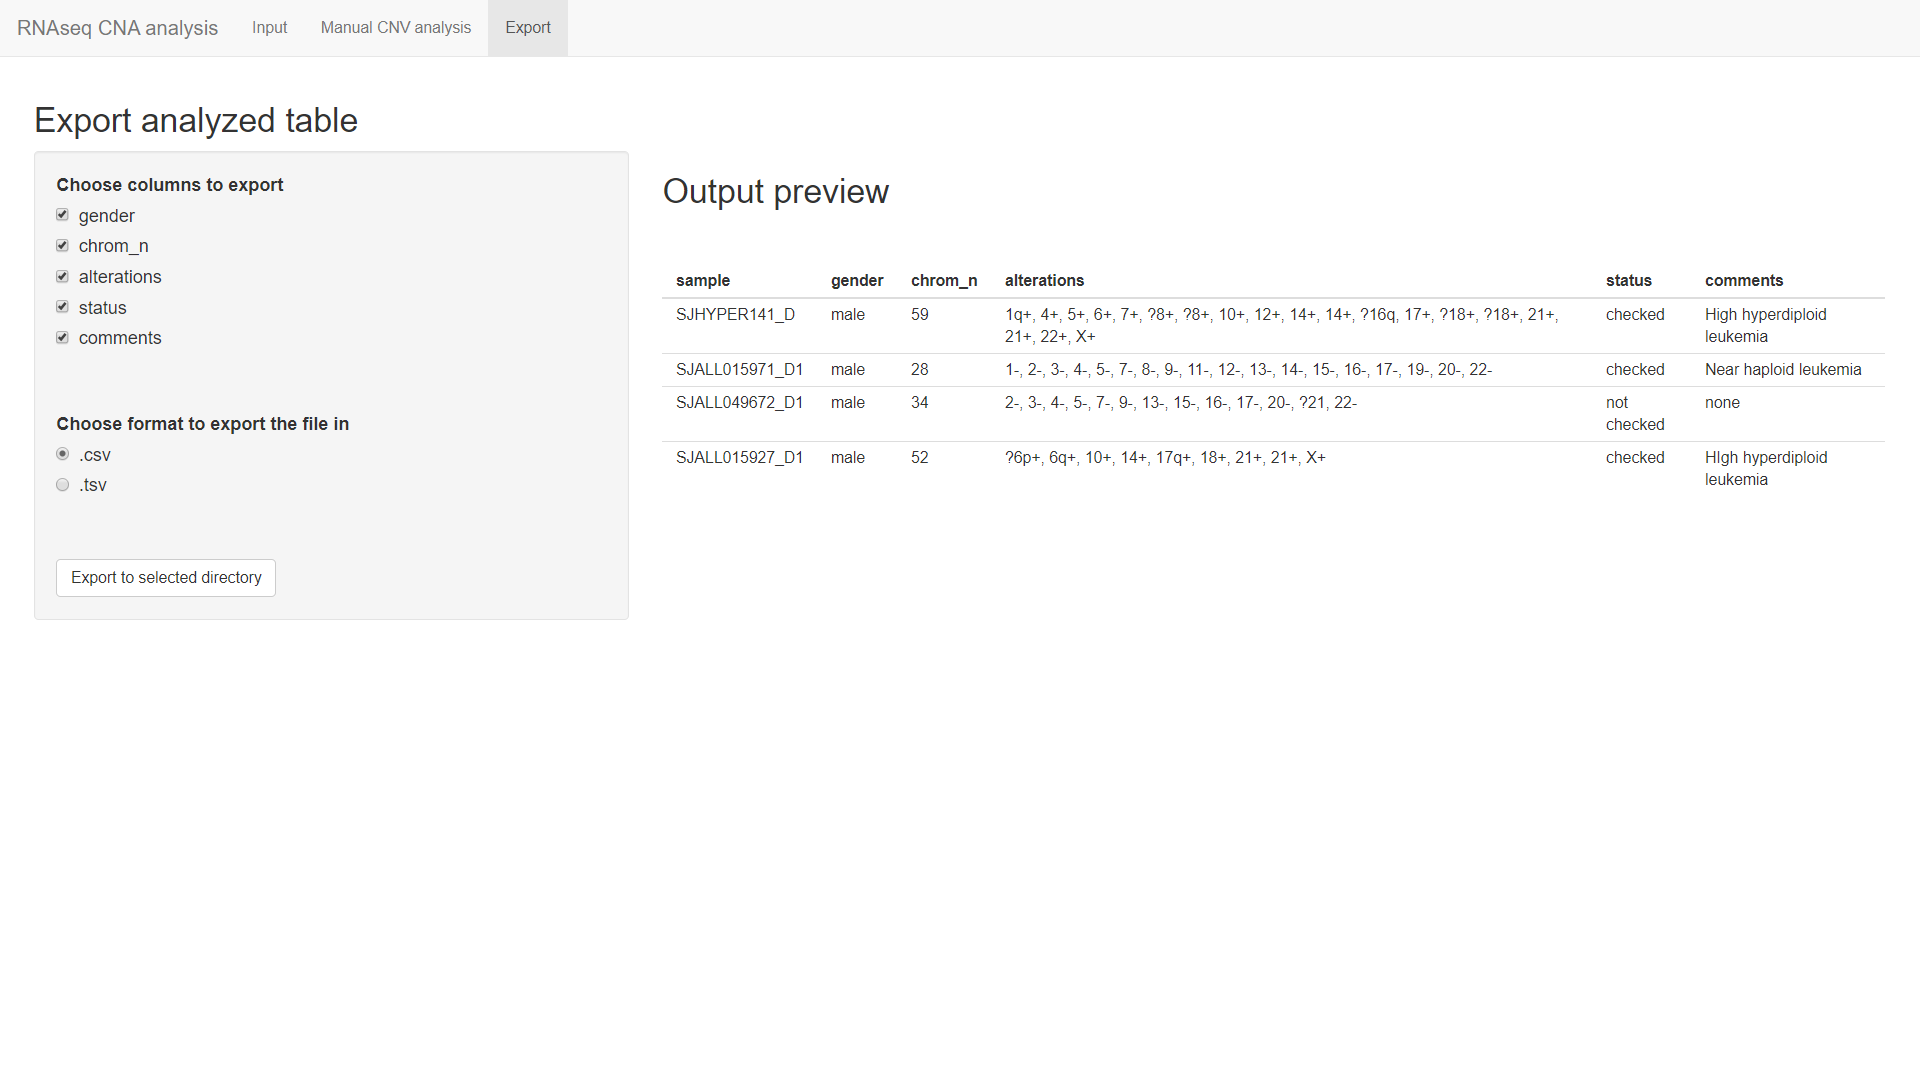 RNAseq CNA analysis Input Manual CNV analysis Export
Export analyzed table
Choose columns to export
gender
chrom_n
alterations
status
comments
Choose format to export the file in
.csv
.tsv
Export to selected directory
Output preview
sample gender chrom_n alterations status comments
SJHYPER141_D male 59 1q+, 4+, 5+, 6+, 7+, ?8+, ?8+, 10+, 12+, 14+, 14+, ?16q, 17+, ?18+, ?18+, 21+, checked High hyperdiploid
21+, 22+, X+ leukemia
SJALL015971_D1 male 28 1-, 2-, 3-, 4-, 5-, 7-, 8-, 9-, 11-, 12-, 13-, 14-, 15-, 16-, 17-, 19-, 20-, 22- checked Near haploid leukemia
SJALL049672_D1 male 34 2-, 3-, 4-, 5-, 7-, 9-, 13-, 15-, 16-, 17-, 20-, ?21, 22- not none
checked
SJALL015927_D1 male 52 ?6p+, 6q+, 10+, 14+, 17q+, 18+, 21+, 21+, X+ checked HIgh hyperdiploid
leukemia